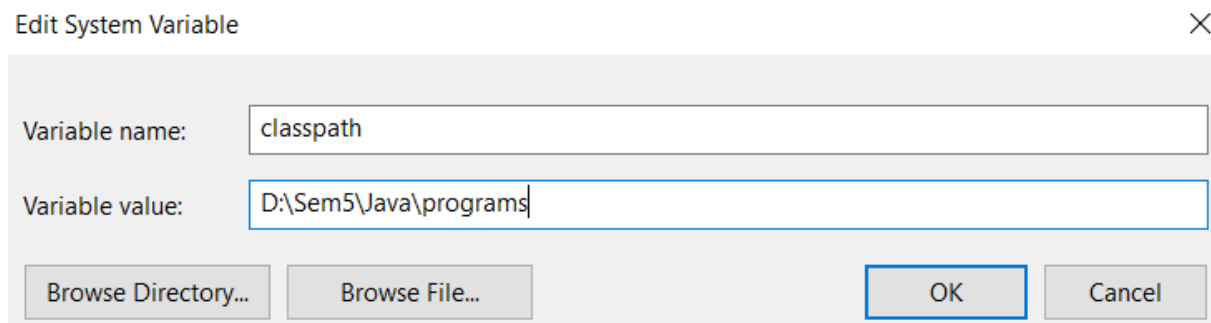 Edit System Variable
Variable name: classpath
Variable value: D:\Sem5\Java\programs
Browse Directory... Browse File... OK Cancel